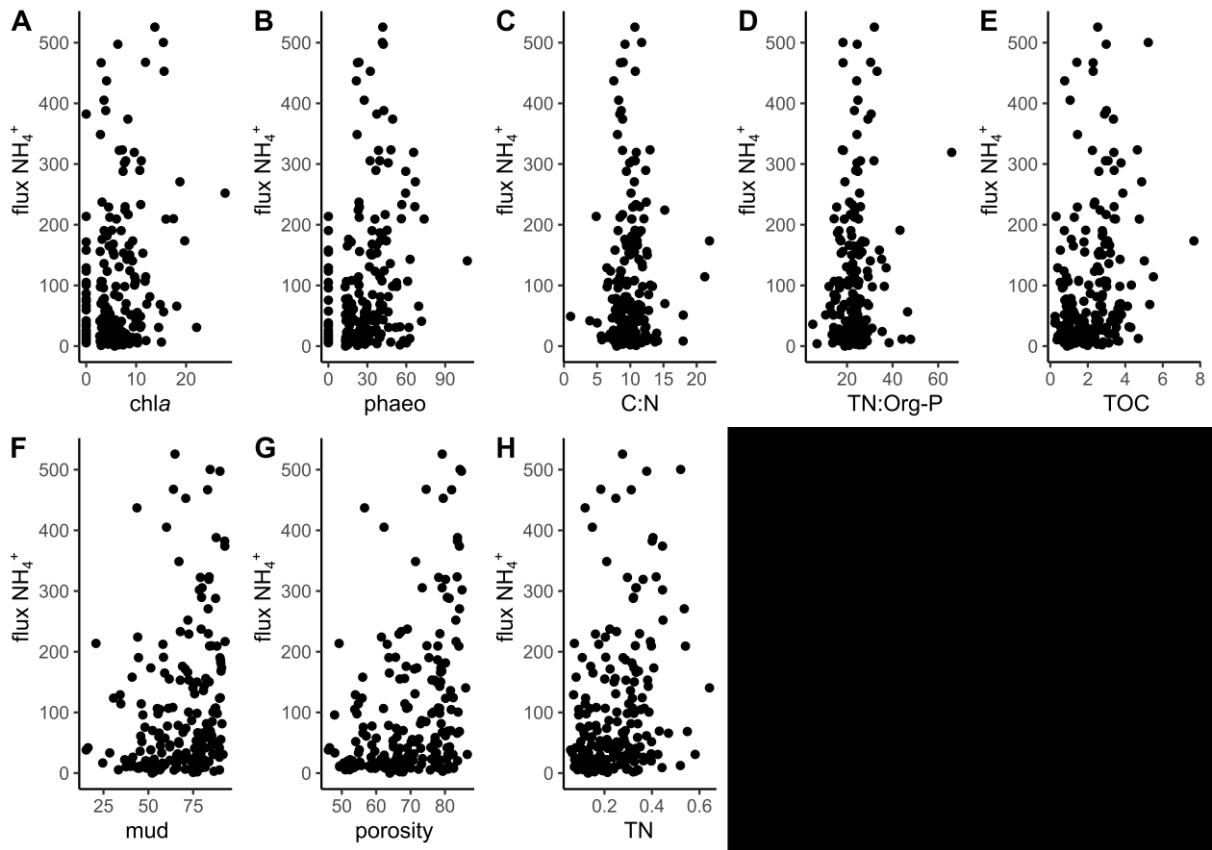 A B C D E
500 500 500 500 500
400 400 400 400 400
flux NH₄⁺ flux NH₄⁺ flux NH₄⁺ flux NH₄⁺ flux NH₄⁺
300 300 300 300 300
200 200 200 200 200
100 100 100 100 100
0 0 0 0 0
0 10 20 0 30 60 90 0 5 10 15 20 20 40 60 0 2 4 6 8
chla phaeo C:N TN:Org-P TOC
F G H
500 500 500
400 400 400
flux NH₄⁺ flux NH₄⁺ flux NH₄⁺
300 300 300
200 200 200
100 100 100
0 0 0
25 50 75 50 60 70 80 0.2 0.4 0.6
mud porosity TN